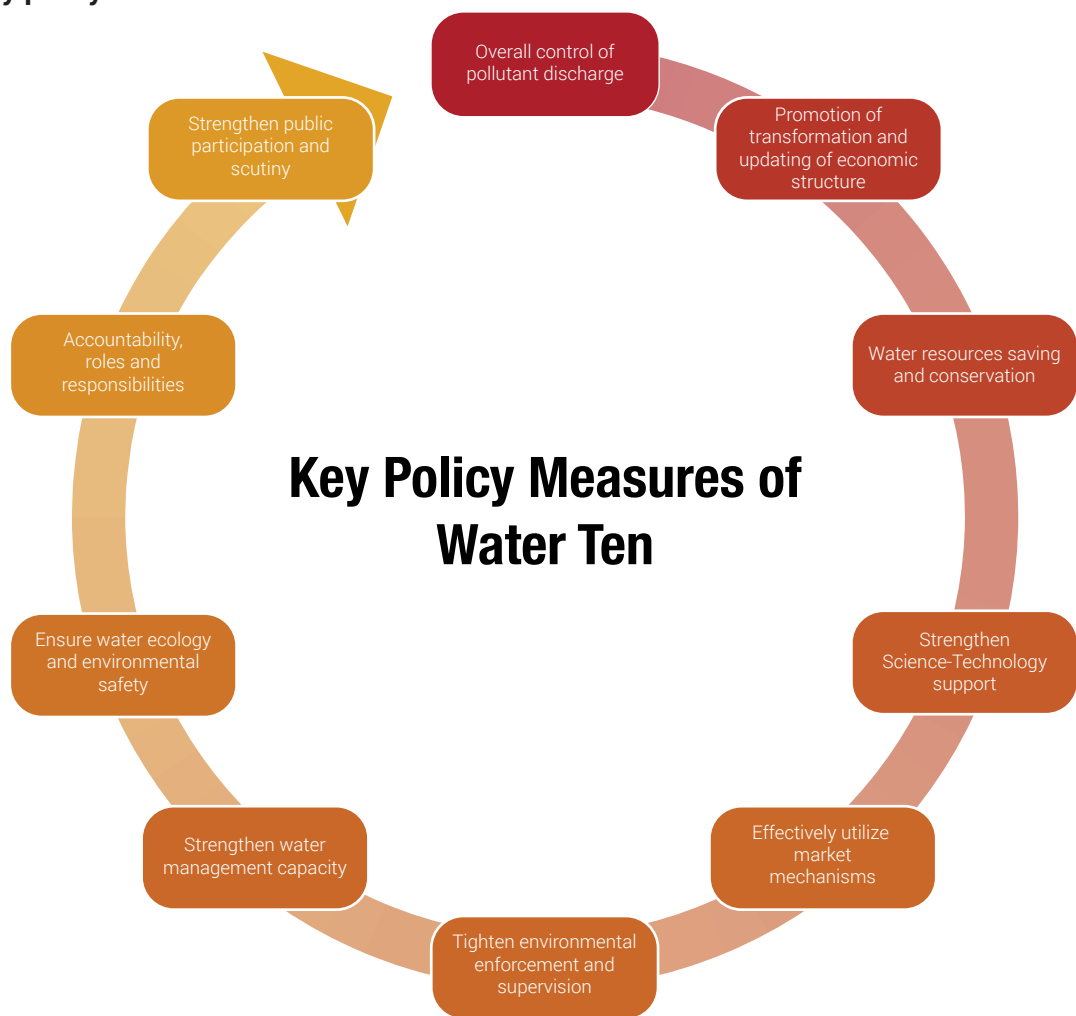 Overall control of
pollutant discharge
Promotion of
transformation and
updating of economic
structure
Water resources saving
and conservation
Strengthen
Science-Technology
support
Effectively utilize
market
mechanisms
Tighten environmental
enforcement and
supervision
Strengthen water
management capacity
Ensure water ecology
and environmental
safety
Accountability,
roles and
responsibilities
Strengthen public
participation and
scutiny
Key Policy Measures of
Water Ten